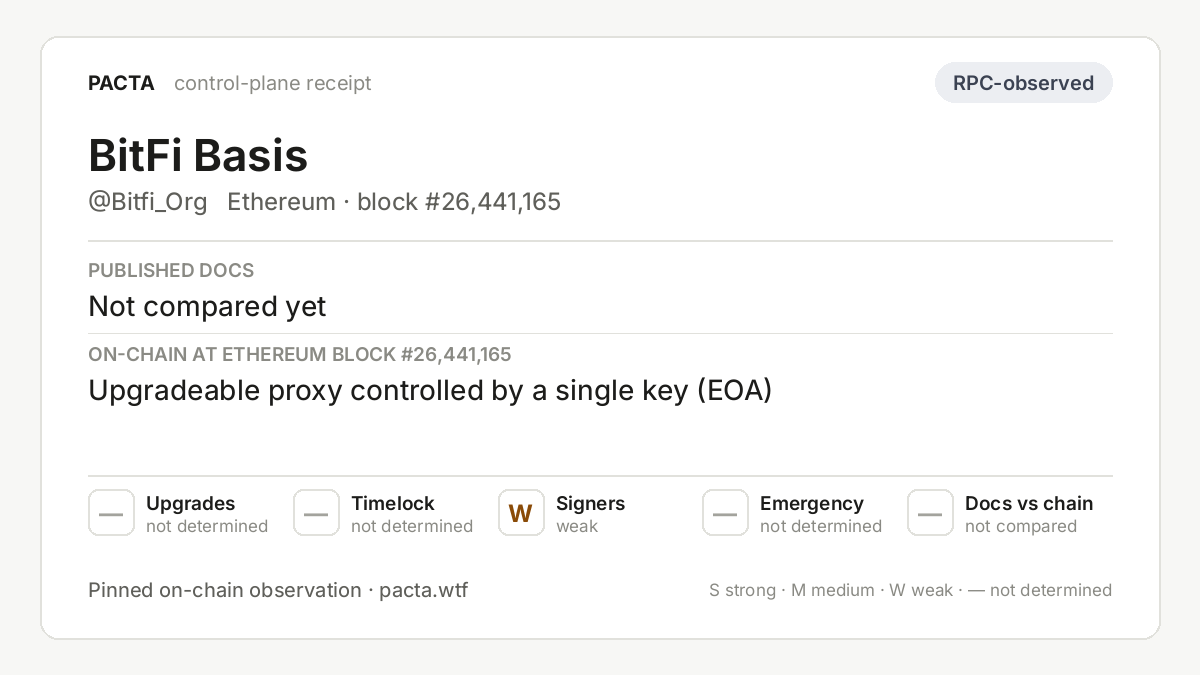 PACTA control-plane receipt
RPC-observed
BitFi Basis
@Bitfi_Org Ethereum · block #26,441,165
PUBLISHED DOCS
Not compared yet
ON-CHAIN AT ETHEREUM BLOCK #26,441,165
Upgradeable proxy controlled by a single key (EOA)
— Upgrades
not determined
— Timelock
not determined
W Signers
weak
— Emergency
not determined
— Docs vs chain
not compared
Pinned on-chain observation · pacta.wtf
S strong · M medium · W weak · — not determined